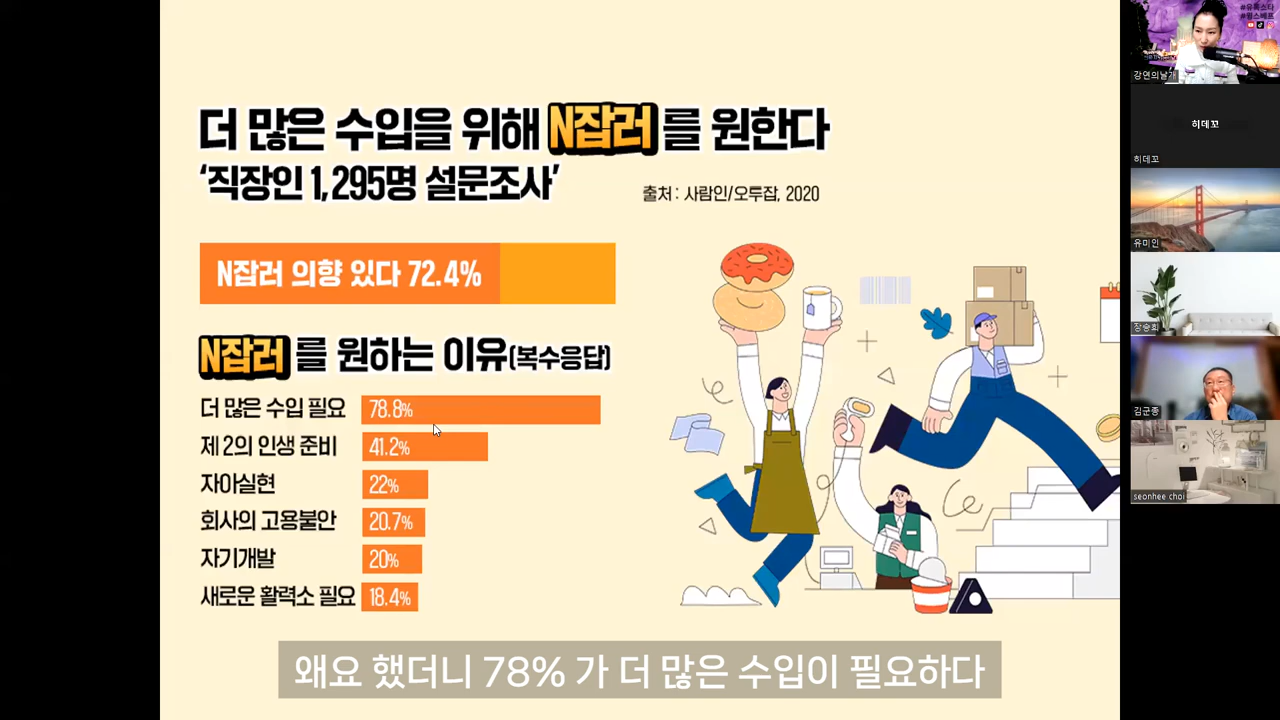 더 많은 수입을 위해 N잡러를 원한다
‘직장인 1,295명 설문조사’
출처 : 사람인/오투잡, 2020
N잡러 의향 있다 72.4%
N잡러를 원하는 이유(복수응답)
더 많은 수입 필요 78.8%
제 2의 인생 준비 41.2%
자아실현 22%
회사의 고용불안 20.7%
자기개발 20%
새로운 활력소 필요 18.4%
왜요 했더니 78% 가 더 많은 수입이 필요하다
#유튜스타
강연의날개
히데꼬
히데꼬
유미인
장승희
김군종
seonhee choi